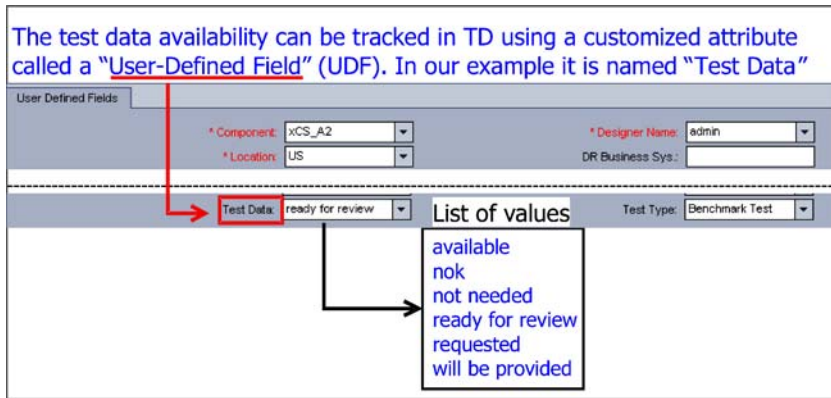 The test data availability can be tracked in TD using a customized attribute
called a “User-Defined Field” (UDF). In our example it is named “Test Data”
User Defined Fields
* Component: xCS_A2 * Designer Name: admin
* Location: US DR Business Sys.:
Test Data: ready for review List of values Test Type: Benchmark Test
available
nok
not needed
ready for review
requested
will be provided